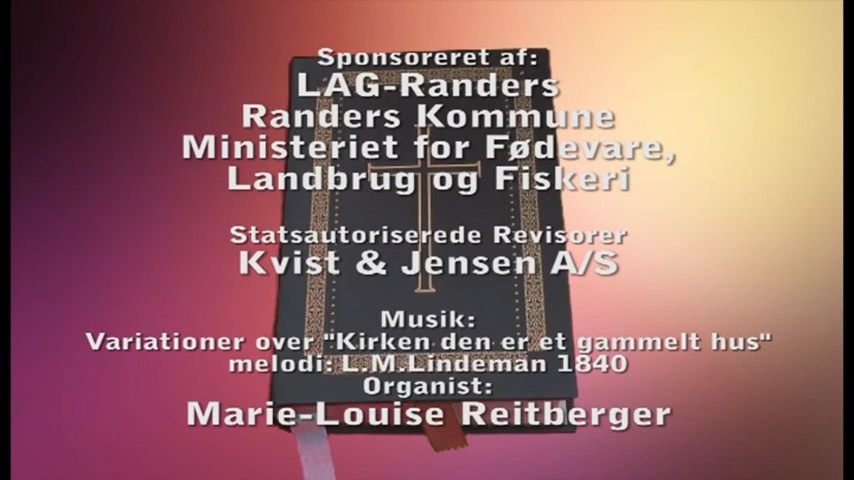 Sponsoreret af:
LAG-Randers
Randers Kommune
Ministeriet for Fødevare,
Landbrug og Fiskeri
Statsautoriserede Revisorer
Kvist & Jensen A/S
Musik:
Variationer over "Kirken den er et gammelt hus"
melodi: L.M.Lindeman 1840
Organist:
Marie-Louise Reitberger